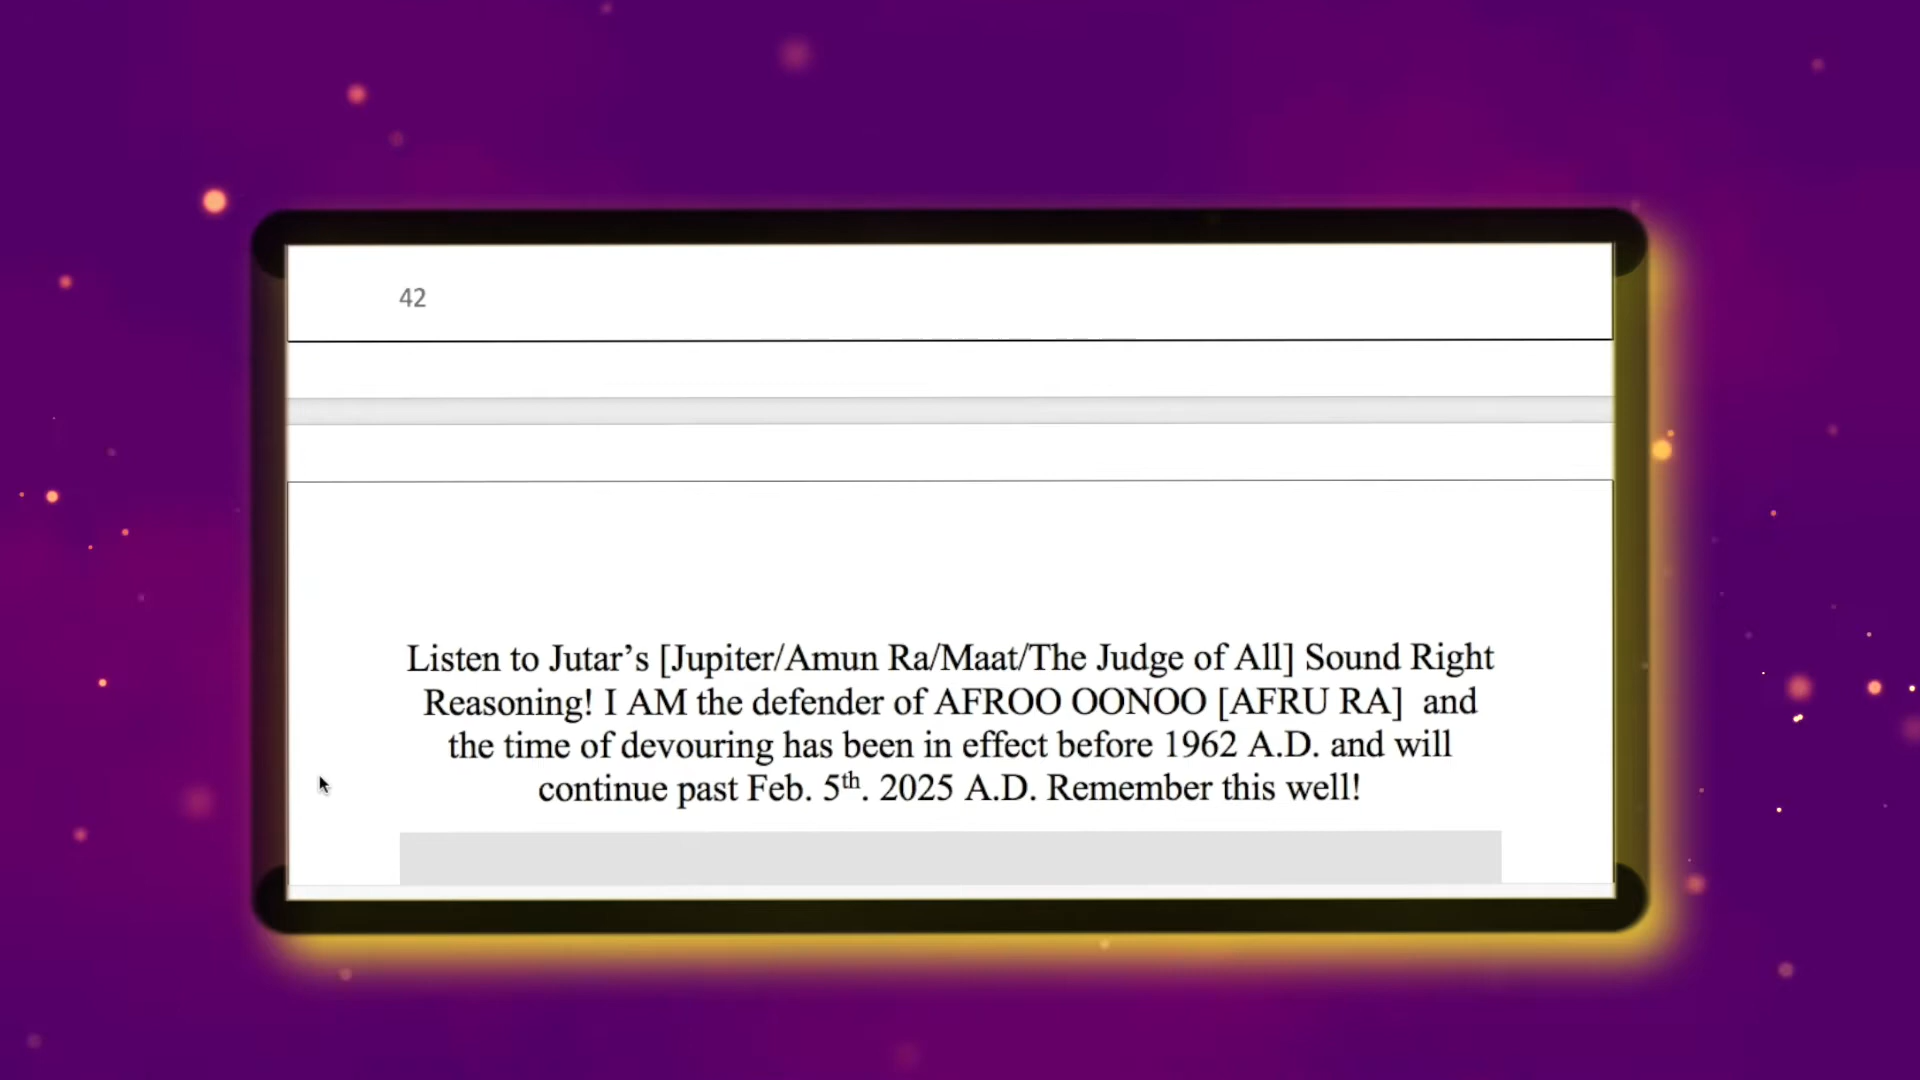 42
Listen to Jutar’s [Jupiter/Amun Ra/Maat/The Judge of All] Sound Right
Reasoning! I AM the defender of AFROO OONOO [AFRU RA]  and
the time of devouring has been in effect before 1962 A.D. and will
continue past Feb. 5th. 2025 A.D. Remember this well!